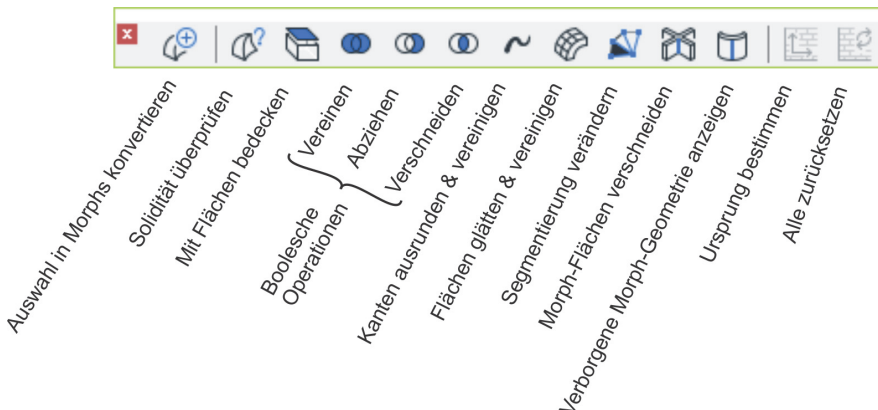 Auswahl in Morphs konvertieren
Solidität überprüfen
Mit Flächen bedecken
Vereinen
Abziehen
Verschneiden
Boolesche
Operationen
Kanten ausrunden & vereinigen
Flächen glätten & vereinigen
Segmentierung verändern
Morph-Flächen verschneiden
Verborgene Morph-Geometrie anzeigen
Ursprung bestimmen
Alle zurücksetzen